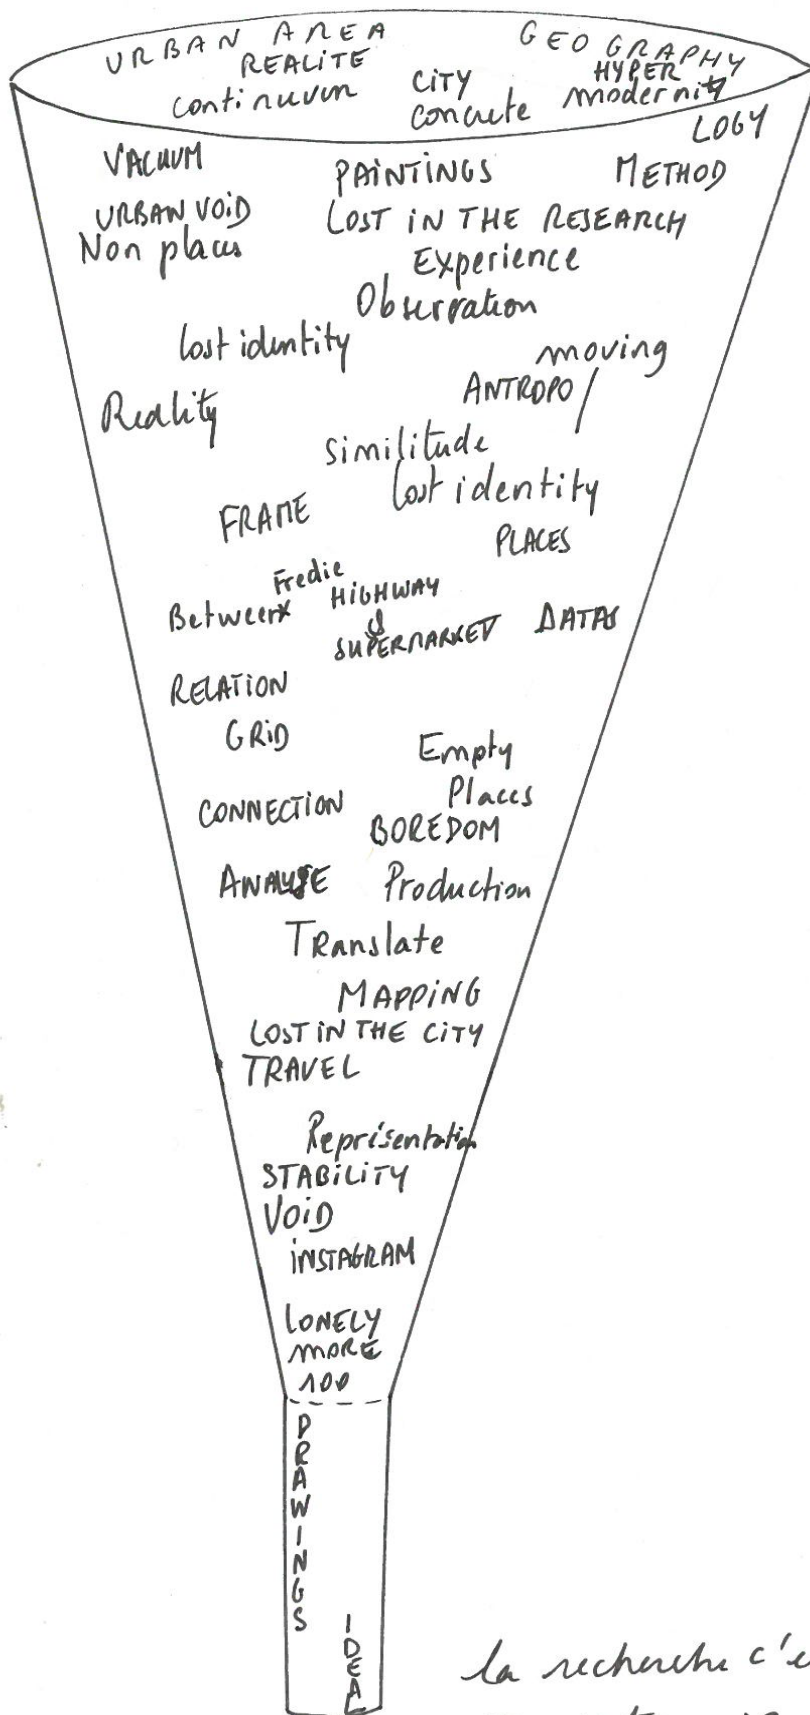 URBAN AREA
GEOGRAPHY
REALITE
HYPER
continuum
CITY
modernity
concrete
LOGY
VACUUM
PAINTINGS
METHOD
URBAN VOID
LOST IN THE RESEARCH
Non places
Experience
Observation
lost identity
moving
ANTROPO/
Reality
similitude
lost identity
FRAME
PLACES
Fredie
HIGHWAY
Between
&
SUPERMARKET
DATAS
RELATION
GRID
Empty
Places
CONNECTION
BOREDOM
ANALYSE
Production
Translate
MAPPING
LOST IN THE CITY
TRAVEL
Représentation
STABILITY
VOID
INSTAGRAM
LONELY
MORE
100
DRAWINGS
IDEAL
la recherche c'e